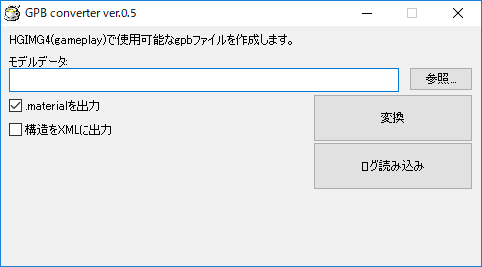 GPB converter ver.0.5
HGIMG4(gameplay)で使用可能なgpbファイルを作成します。
モデルデータ:
参照...
.materialを出力
変換
構造をXMLに出力
ログ読み込み